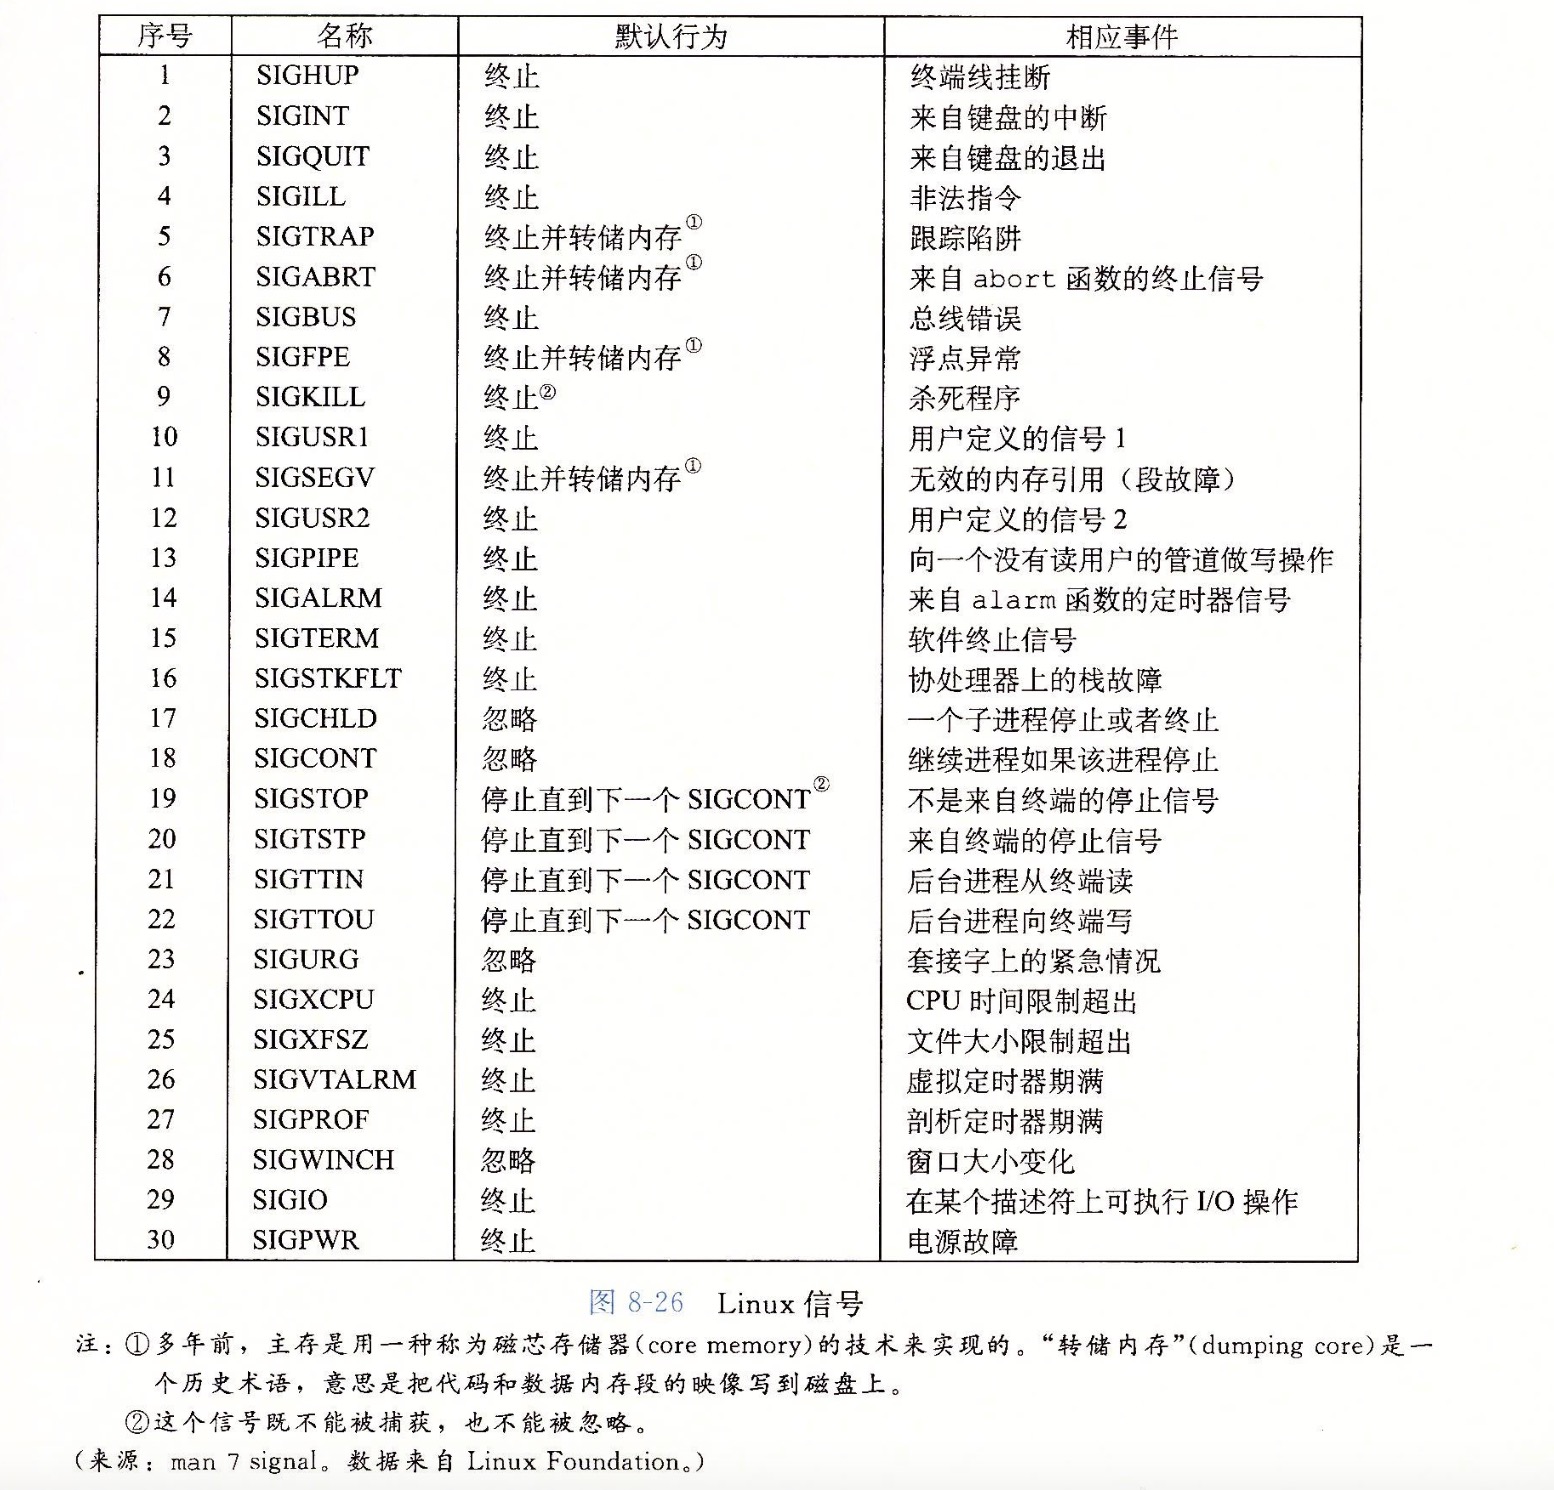 序号 名称 默认行为 相应事件
1 SIGHUP 终止 终端线挂断
2 SIGINT 终止 来自键盘的中断
3 SIGQUIT 终止 来自键盘的退出
4 SIGILL 终止 非法指令
5 SIGTRAP 终止并转储内存① 跟踪陷阱
6 SIGABRT 终止并转储内存① 来自 abort 函数的终止信号
7 SIGBUS 终止 总线错误
8 SIGFPE 终止并转储内存① 浮点异常
9 SIGKILL 终止② 杀死程序
10 SIGUSR1 终止 用户定义的信号 1
11 SIGSEGV 终止并转储内存① 无效的内存引用（段故障）
12 SIGUSR2 终止 用户定义的信号 2
13 SIGPIPE 终止 向一个没有读用户的管道做写操作
14 SIGALRM 终止 来自 alarm 函数的定时器信号
15 SIGTERM 终止 软件终止信号
16 SIGSTKFLT 终止 协处理器上的栈故障
17 SIGCHLD 忽略 一个子进程停止或者终止
18 SIGCONT 忽略 继续进程如果该进程停止
19 SIGSTOP 停止直到下一个 SIGCONT② 不是来自终端的停止信号
20 SIGTSTP 停止直到下一个 SIGCONT 来自终端的停止信号
21 SIGTTIN 停止直到下一个 SIGCONT 后台进程从终端读
22 SIGTTOU 停止直到下一个 SIGCONT 后台进程向终端写
23 SIGURG 忽略 套接字上的紧急情况
24 SIGXCPU 终止 CPU 时间限制超出
25 SIGXFSZ 终止 文件大小限制超出
26 SIGVTALRM 终止 虚拟定时器期满
27 SIGPROF 终止 剖析定时器期满
28 SIGWINCH 忽略 窗口大小变化
29 SIGIO 终止 在某个描述符上可执行 I/O 操作
30 SIGPWR 终止 电源故障
图 8-26 Linux 信号
注：①多年前，主存是用一种称为磁芯存储器(core memory)的技术来实现的。“转储内存”(dumping core)是一
个历史术语，意思是把代码和数据内存段的映像写到磁盘上。
②这个信号既不能被捕获，也不能被忽略。
(来源：man 7 signal。数据来自 Linux Foundation。)